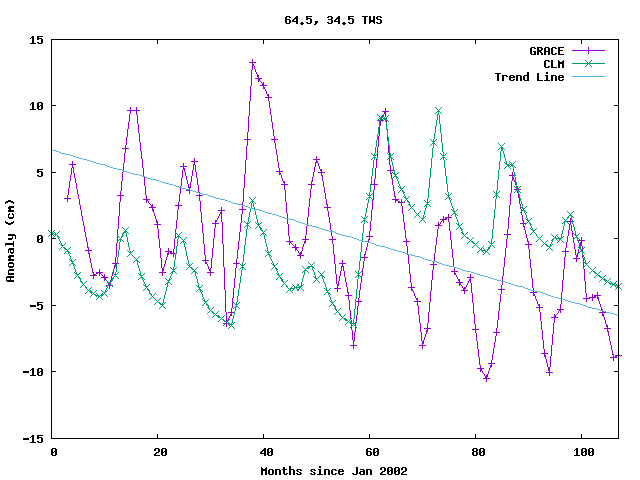 64.5, 34.5 TWS
GRACE
CLM
Trend Line
Anomaly (cm)
15
10
5
0
-5
-10
-15
0 20 40 60 80 100
Months since Jan 2002